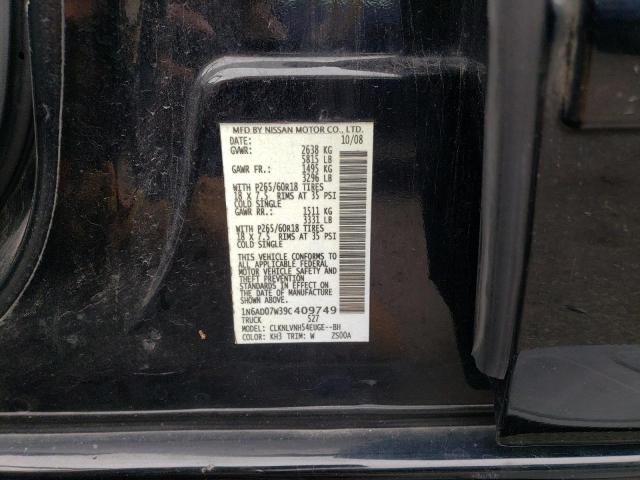 MFD BY NISSAN MOTOR CO., LTD.
DATE: 10/08
GVWR: 2638 KG
5815 LB
GAWR FR.: 1495 KG
3296 LB
WITH P265/60R18 TIRES
18 X 7.5 RIMS AT 35 PSI
COLD SINGLE
GAWR RR.: 1511 KG
3331 LB
WITH P265/60R18 TIRES
18 X 7.5 RIMS AT 35 PSI
COLD SINGLE
THIS VEHICLE CONFORMS TO
ALL APPLICABLE FEDERAL
MOTOR VEHICLE SAFETY AND
THEFT PREVENTION
STANDARDS IN EFFECT ON
THE DATE OF MANUFACTURE
SHOWN ABOVE.
1N6AD07W39C409749
TRUCK S27
MODEL: CLKNLVNH54EUGE--BH
COLOR: KH3 TRIM: W ZS00A